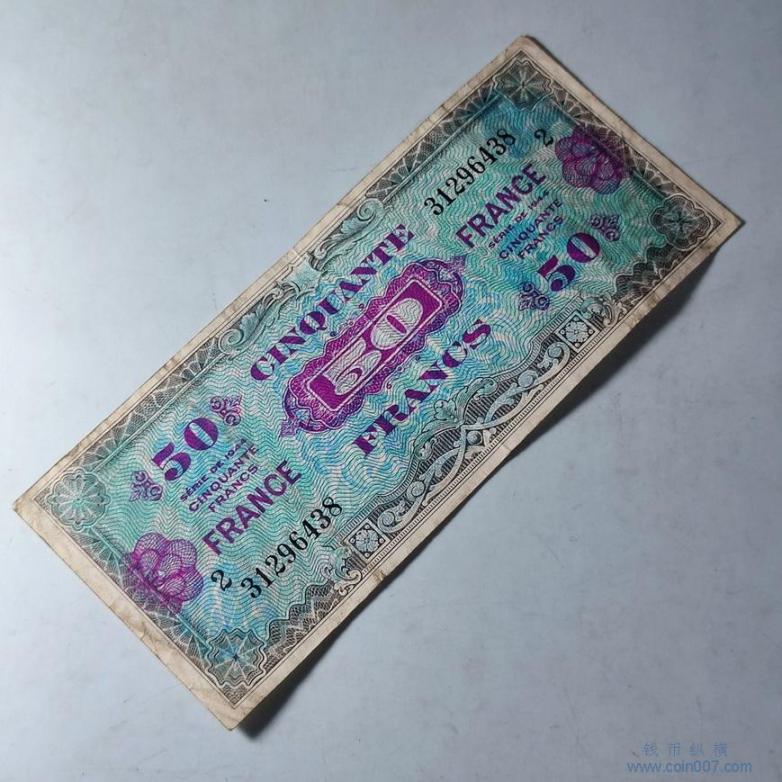 31296438
2
FRANCE
SÉRIE DE 1944
CINQUANTE
FRANCS
50
CINQUANTE
50
FRANCS
50
SÉRIE DE 1944
CINQUANTE
FRANCS
FRANCE
2
31296438
钱币纵横
www.coin007.com